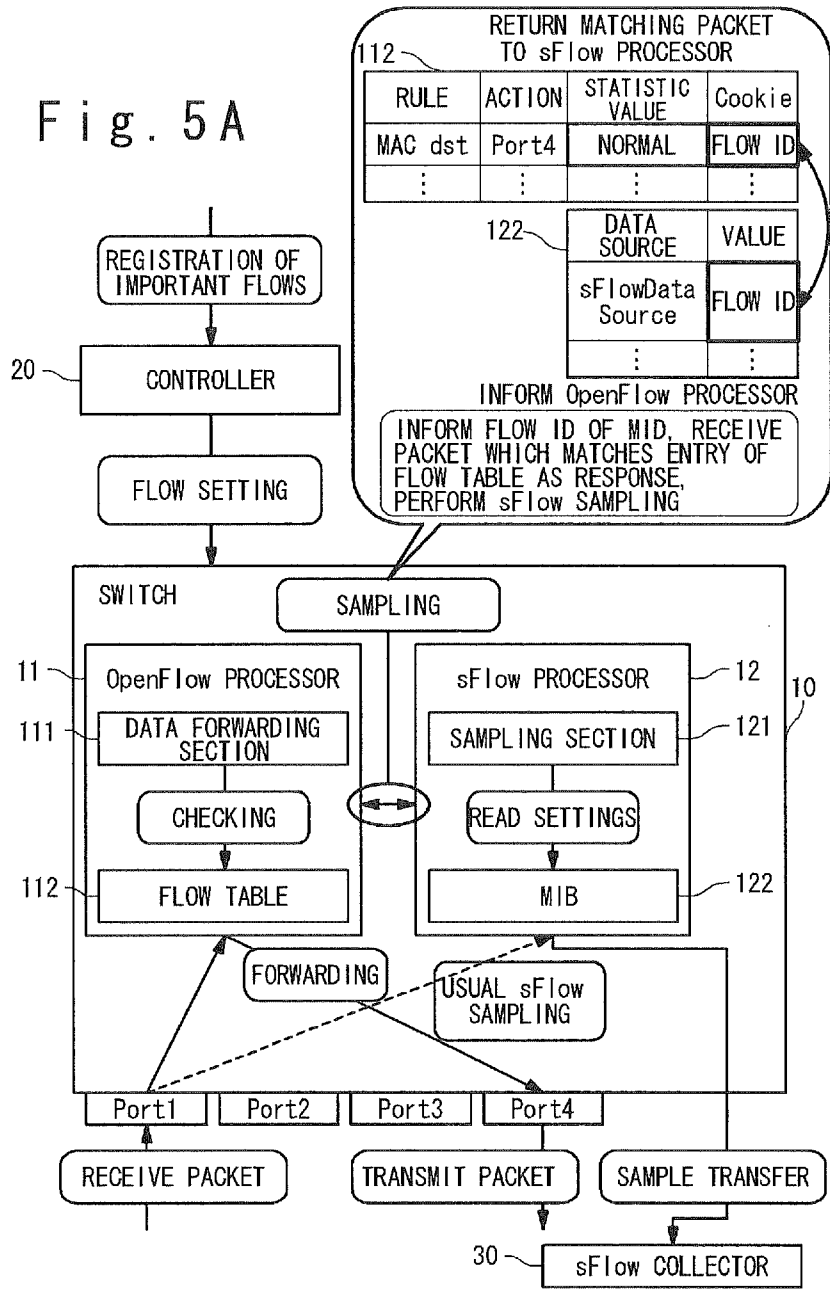 Fig. 5A
RETURN MATCHING PACKET
TO sFlow PROCESSOR
112
RULE ACTION STATISTIC VALUE Cookie
MAC dst Port4 NORMAL FLOW ID
⋮ ⋮ ⋮ ⋮
122
DATA SOURCE VALUE
sFlowData Source FLOW ID
⋮ ⋮
INFORM OpenFlow PROCESSOR
INFORM FLOW ID OF MID, RECEIVE
PACKET WHICH MATCHES ENTRY OF
FLOW TABLE AS RESPONSE,
PERFORM sFlow SAMPLING
REGISTRATION OF
IMPORTANT FLOWS
20
CONTROLLER
FLOW SETTING
SWITCH
SAMPLING
10
11
OpenFlow PROCESSOR
111
DATA FORWARDING
SECTION
CHECKING
112
FLOW TABLE
sFlow PROCESSOR
12
SAMPLING SECTION
121
READ SETTINGS
MIB
122
FORWARDING
USUAL sFlow
SAMPLING
Port1
Port2
Port3
Port4
RECEIVE PACKET
TRANSMIT PACKET
SAMPLE TRANSFER
30
sFlow COLLECTOR